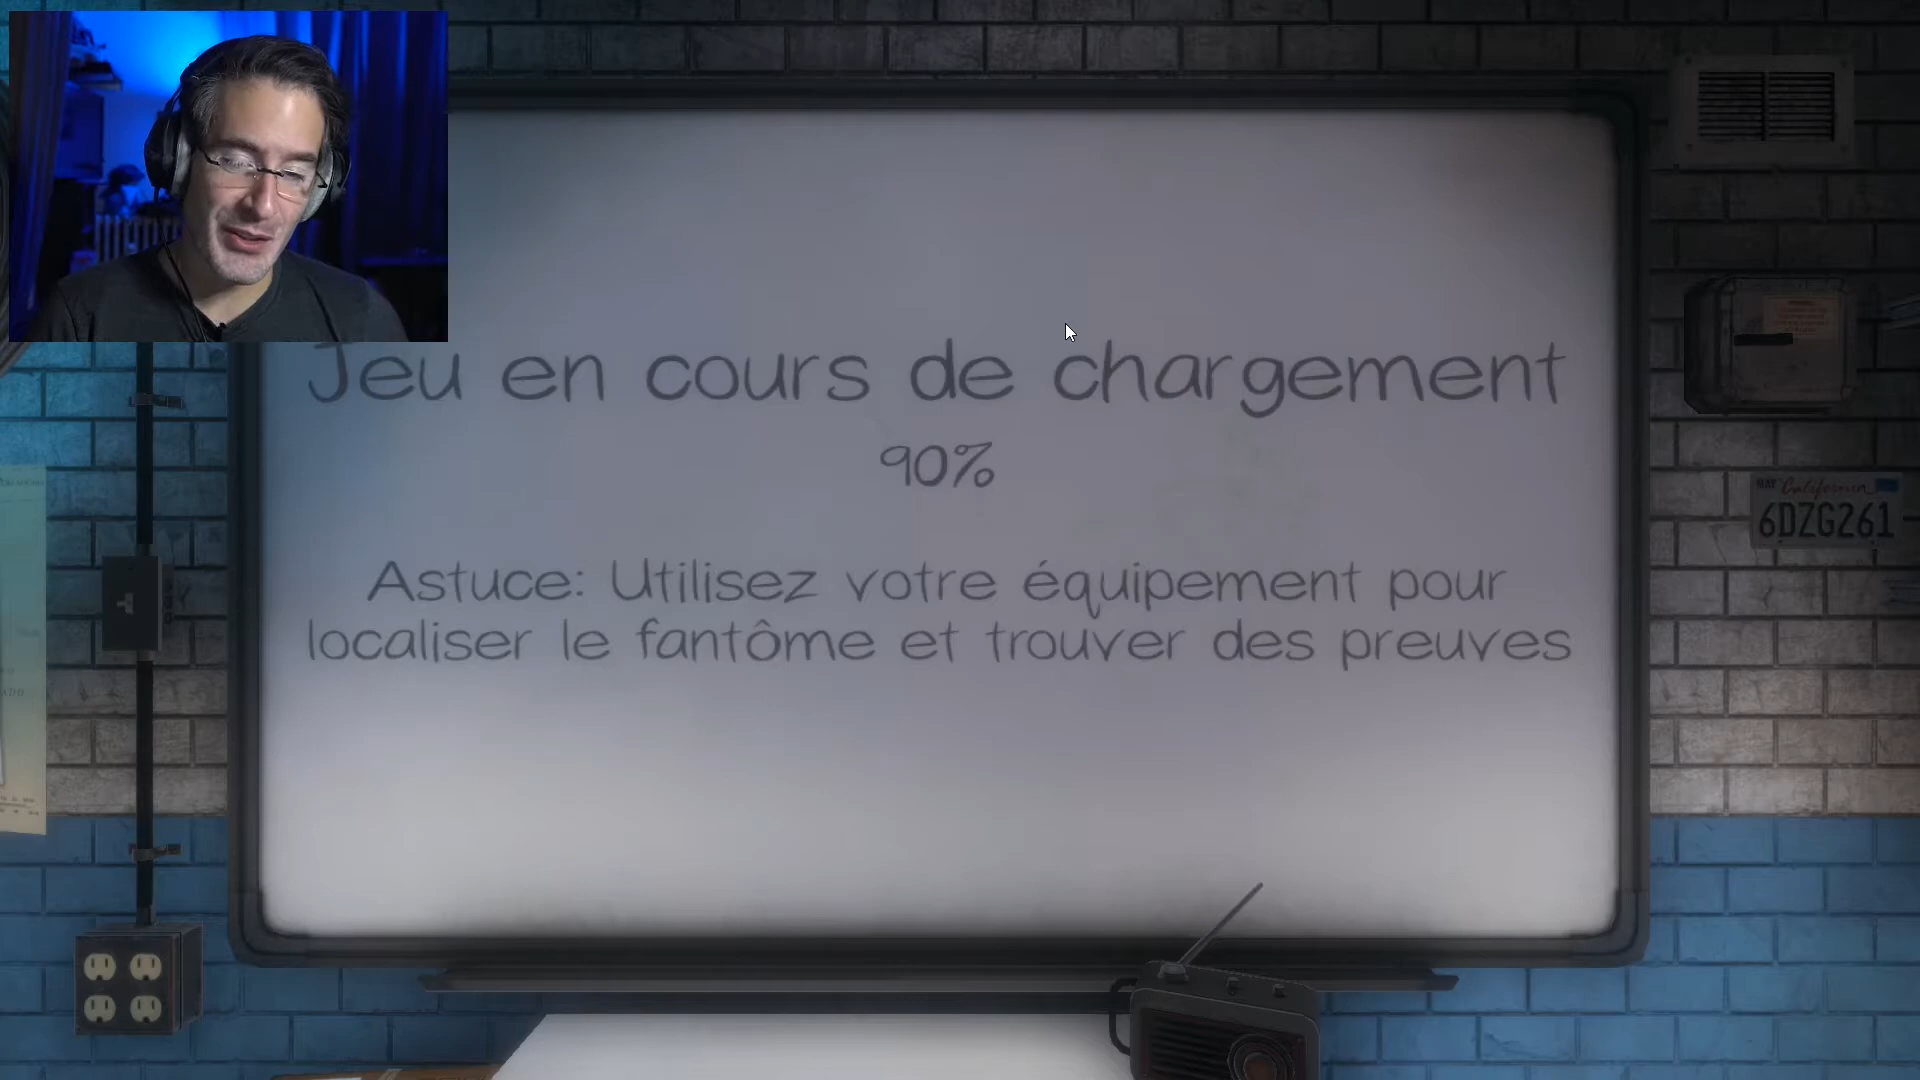 Jeu en cours de chargement
90%
Astuce: Utilisez votre équipement pour
localiser le fantôme et trouver des preuves
California
6DZG261